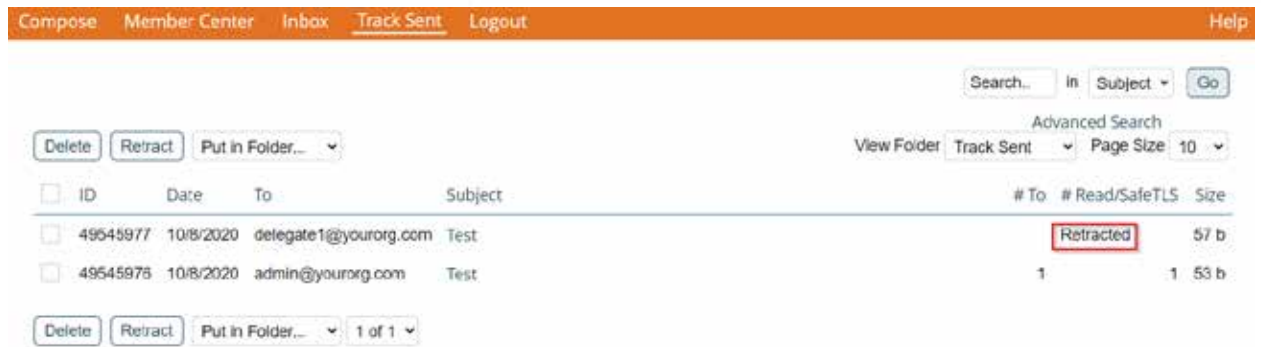 Compose Member Center Inbox Track Sent Logout Help
Search... in Subject Go
Advanced Search
Delete Retract Put in Folder... View Folder Track Sent Page Size 10
ID Date To Subject # To # Read/SafeTLS Size
49545977 10/8/2020 delegate1@yourorg.com Test Retracted 57 b
49545976 10/8/2020 admin@yourorg.com Test 1 1 53 b
Delete Retract Put in Folder... 1 of 1